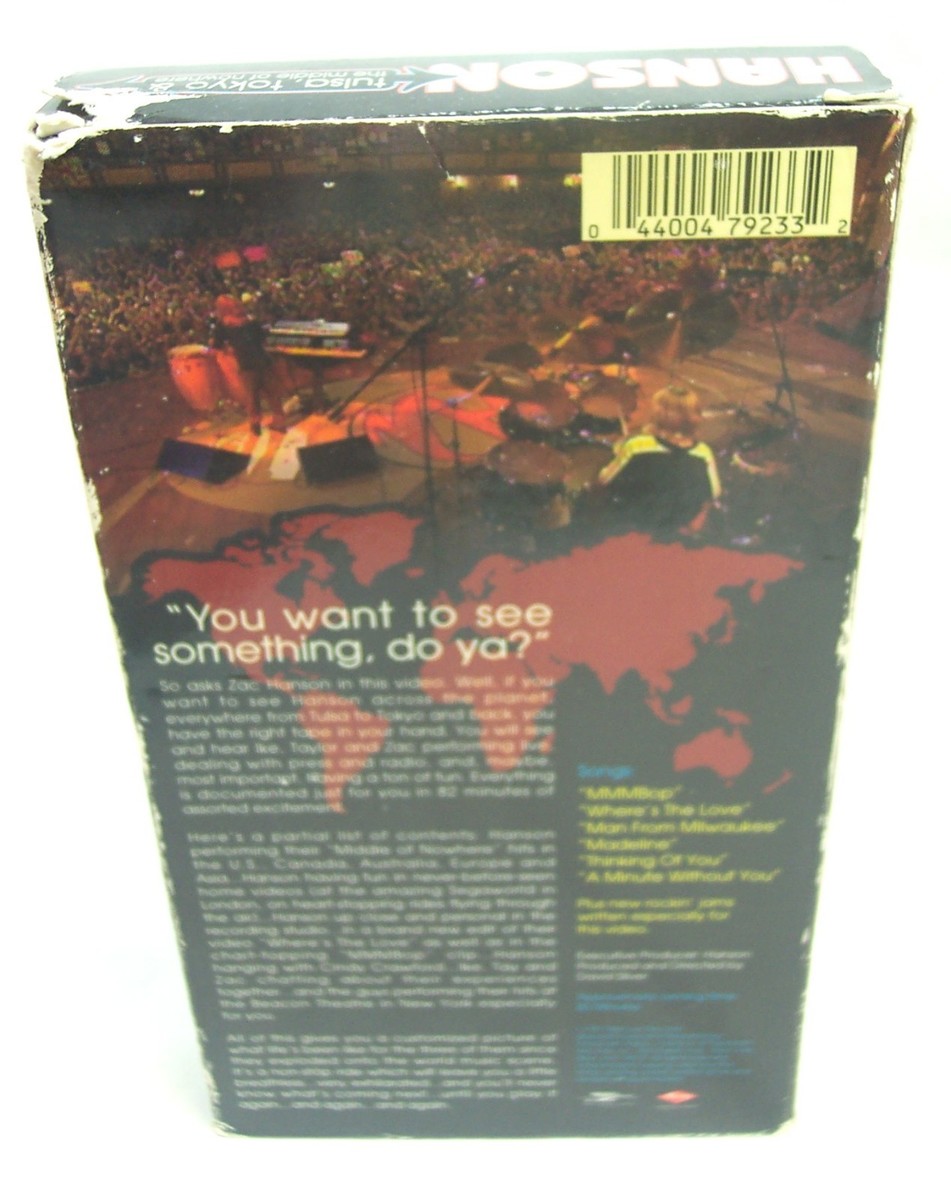 HANSON
tulsa, tokyo &
the middle of nowhere
0 44004 79233 2
"You want to see
something, do ya?"
So asks Zac Hanson in this video. Well, if you
want to see Hanson across the planet,
everywhere from Tulsa to Tokyo and back, you
have the right tape in your hand. You will see
and hear Ike, Taylor and Zac performing live,
dealing with press and radio, and, maybe
most important, having a ton of fun. Everything
is documented just for you in 82 minutes of
assorted excitement.
Here's a partial list of contents: Hanson
performing their "Middle of Nowhere" hits in
the U.S., Canada, Australia, Europe and
Asia...Hanson having fun in never-before-seen
home videos (at the amazing Segaworld in
London, on heart-stopping rides flying through
the air)...Hanson up close and personal in the
recording studio...in a brand new edit of their
video "Where's The Love" as well as in the
chart-topping "MMMBop" clip...Hanson
hanging with Cindy Crawford...Ike, Tay and
Zac chatting about their experiences
together...and the guys performing their hits at
the Beacon Theatre in New York especially
for you.
All of this gives you a customized picture of
what life's been like for the three of them since
they exploded onto the world music scene.
It's a non-stop ride which will leave you a little
breathless...very exhilarated...and you'll never
know what's coming next...until you play it
again...and again...and again.
Songs
"MMMBop"
"Where's The Love"
"Man From Milwaukee"
"Madeline"
"Thinking Of You"
"A Minute Without You"
Plus new rockin' jams
written especially for
this video.
Executive Producer: Hanson
Produced and Directed by